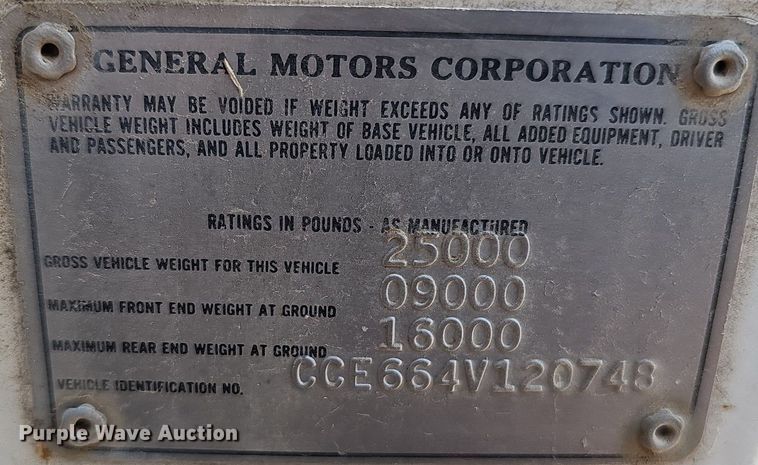 GENERAL MOTORS CORPORATION
WARRANTY MAY BE VOIDED IF WEIGHT EXCEEDS ANY OF RATINGS SHOWN. GROSS
VEHICLE WEIGHT INCLUDES WEIGHT OF BASE VEHICLE, ALL ADDED EQUIPMENT, DRIVER
AND PASSENGERS, AND ALL PROPERTY LOADED INTO OR ONTO VEHICLE.
RATINGS IN POUNDS - AS MANUFACTURED
GROSS VEHICLE WEIGHT FOR THIS VEHICLE 25000
MAXIMUM FRONT END WEIGHT AT GROUND 09000
MAXIMUM REAR END WEIGHT AT GROUND 16000
VEHICLE IDENTIFICATION NO. CCE664V120748
Purple Wave Auction